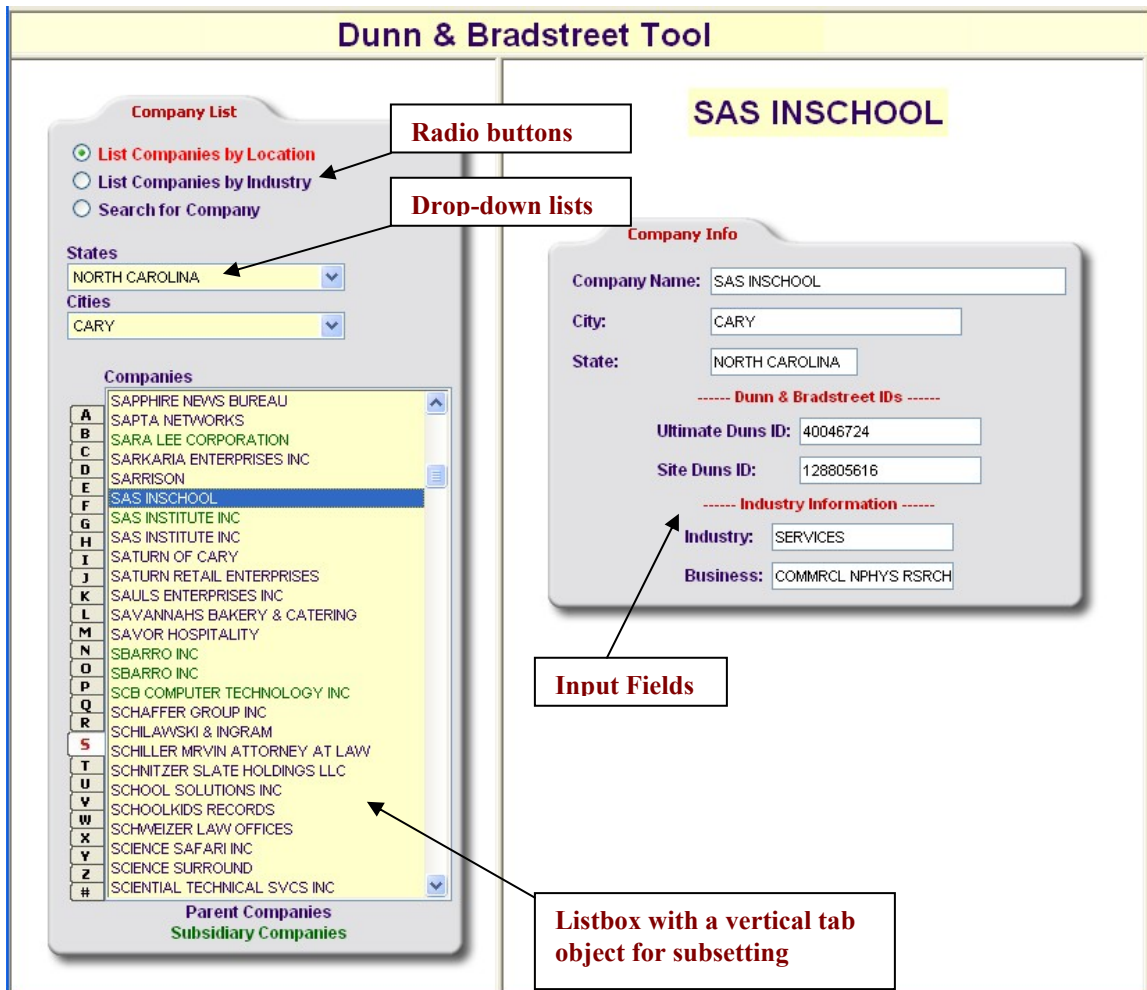 Dunn & Bradstreet Tool
Company List
List Companies by Location
List Companies by Industry
Search for Company
States
NORTH CAROLINA
Cities
CARY
Companies
A
B
C
D
E
F
G
H
I
J
K
L
M
N
O
P
Q
R
S
T
U
V
W
X
Y
Z
#
SAPPHIRE NEWS BUREAU
SAPTA NETWORKS
SARA LEE CORPORATION
SARKARIA ENTERPRISES INC
SARRISON
SAS INSCHOOL
SAS INSTITUTE INC
SAS INSTITUTE INC
SATURN OF CARY
SATURN RETAIL ENTERPRISES
SAULS ENTERPRISES INC
SAVANNAHS BAKERY & CATERING
SAVOR HOSPITALITY
SBARRO INC
SBARRO INC
SCB COMPUTER TECHNOLOGY INC
SCHAFFER GROUP INC
SCHILAWSKI & INGRAM
SCHILLER MRVIN ATTORNEY AT LAW
SCHNITZER SLATE HOLDINGS LLC
SCHOOL SOLUTIONS INC
SCHOOLKIDS RECORDS
SCHWEIZER LAW OFFICES
SCIENCE SAFARI INC
SCIENCE SURROUND
SCIENTIAL TECHNICAL SVCS INC
Parent Companies
Subsidiary Companies
Radio buttons
Drop-down lists
SAS INSCHOOL
Company Info
Company Name: SAS INSCHOOL
City: CARY
State: NORTH CAROLINA
------ Dunn & Bradstreet IDs ------
Ultimate Duns ID: 40046724
Site Duns ID: 128805616
------ Industry Information ------
Industry: SERVICES
Business: COMMRCL NPHYS RSRCH
Input Fields
Listbox with a vertical tab
object for subsetting